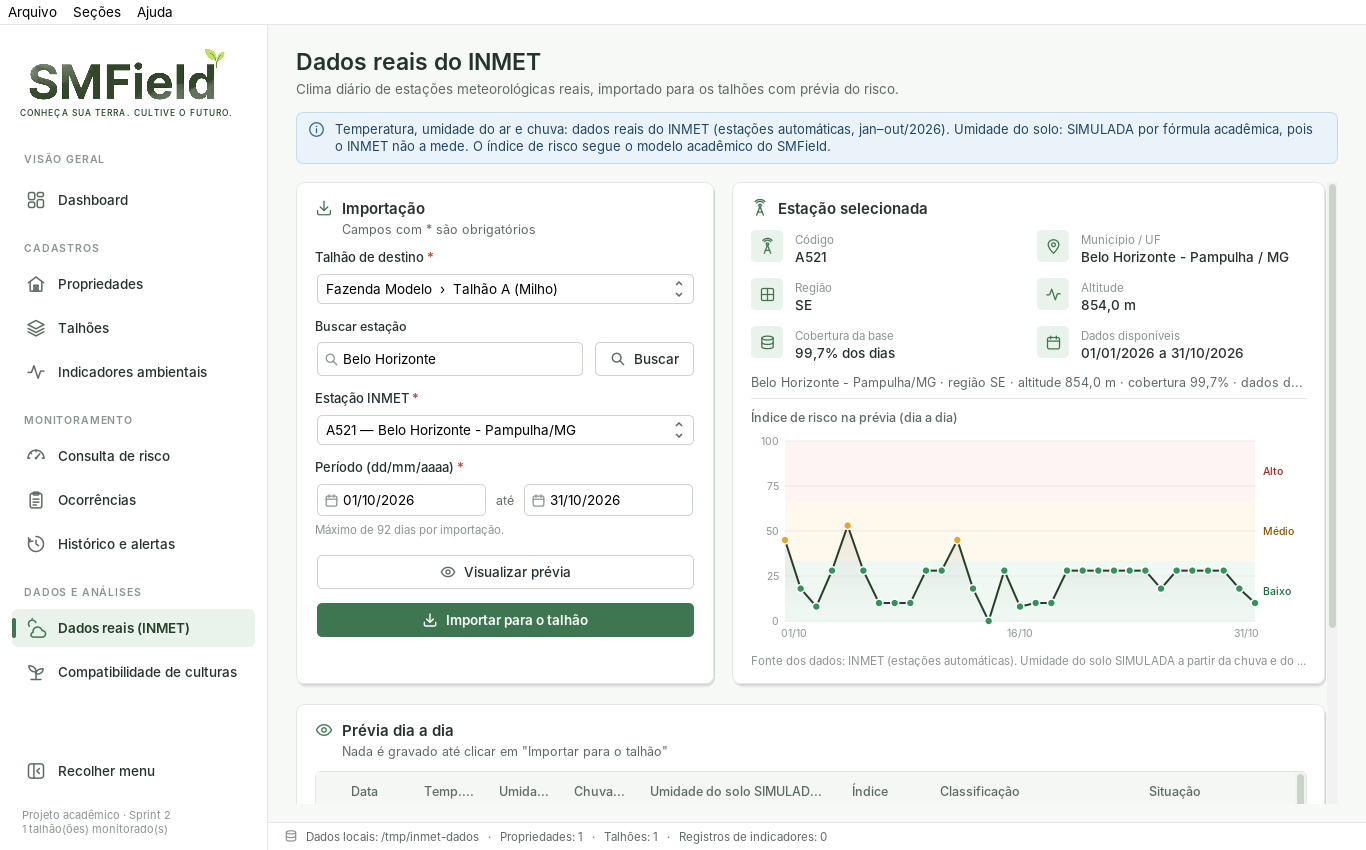 Arquivo Seções Ajuda
SMField
CONHEÇA SUA TERRA. CULTIVE O FUTURO.
VISÃO GERAL
Dashboard
CADASTROS
Propriedades
Talhões
Indicadores ambientais
MONITORAMENTO
Consulta de risco
Ocorrências
Histórico e alertas
DADOS E ANÁLISES
Dados reais (INMET)
Compatibilidade de culturas
Recolher menu
Projeto acadêmico · Sprint 2
1 talhão(ões) monitorado(s)
Dados reais do INMET
Clima diário de estações meteorológicas reais, importado para os talhões com prévia do risco.
Temperatura, umidade do ar e chuva: dados reais do INMET (estações automáticas, jan–out/2026). Umidade do solo: SIMULADA por fórmula acadêmica, pois
o INMET não a mede. O índice de risco segue o modelo acadêmico do SMField.
Importação
Campos com * são obrigatórios
Talhão de destino *
Fazenda Modelo › Talhão A (Milho)
Buscar estação
Belo Horizonte
Buscar
Estação INMET *
A521 — Belo Horizonte - Pampulha/MG
Período (dd/mm/aaaa) *
01/10/2026 até 31/10/2026
Máximo de 92 dias por importação.
Visualizar prévia
Importar para o talhão
Estação selecionada
Código
A521
Município / UF
Belo Horizonte - Pampulha / MG
Região
SE
Altitude
854,0 m
Cobertura da base
99,7% dos dias
Dados disponíveis
01/01/2026 a 31/10/2026
Belo Horizonte - Pampulha/MG · região SE · altitude 854,0 m · cobertura 99,7% · dados d...
Índice de risco na prévia (dia a dia)
100
Alto
75
50
Médio
25
Baixo
0
01/10 16/10 31/10
Fonte dos dados: INMET (estações automáticas). Umidade do solo SIMULADA a partir da chuva e do ...
Prévia dia a dia
Nada é gravado até clicar em "Importar para o talhão"
Data Temp.... Umida... Chuva... Umidade do solo SIMULAD... Índice Classificação Situação
Dados locais: /tmp/inmet-dados · Propriedades: 1 · Talhões: 1 · Registros de indicadores: 0